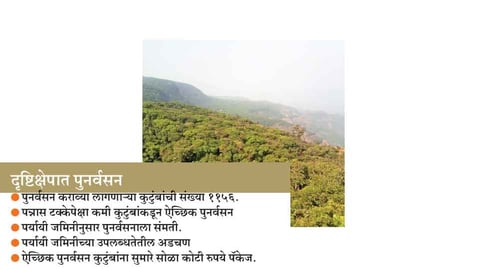 दृष्टिक्षेपात पुनर्वसन
पुनर्वसन कराव्या लागणाऱ्या कुटुंबांची संख्या ११५६.
पन्नास टक्केपेक्षा कमी कुटुंबांकडून ऐच्छिक पुनर्वसन
पर्यायी जमिनीनुसार पुनर्वसनाला संमती.
पर्यायी जमिनीच्या उपलब्धतेतील अडचण
ऐच्छिक पुनर्वसन कुटुंबांना सुमारे सोळा कोटी रुपये पॅकेज.